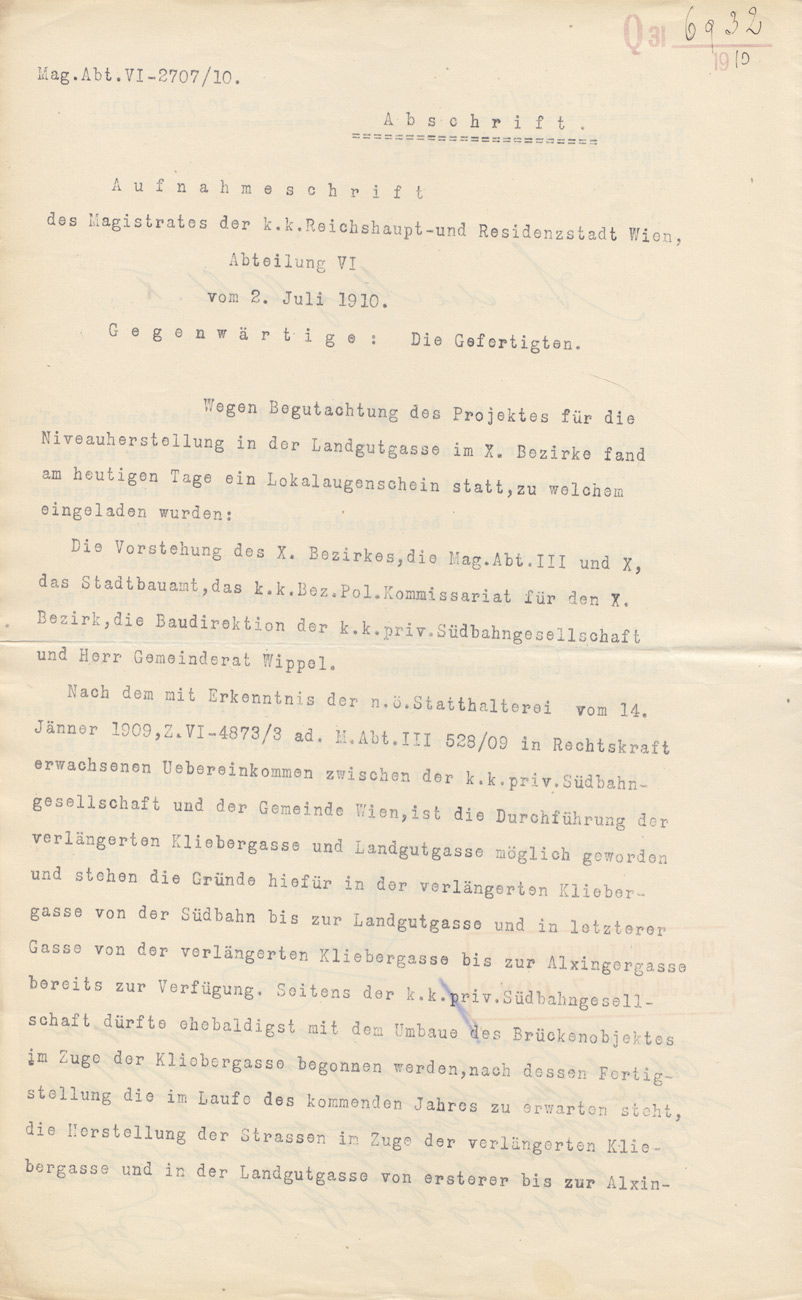 Q 31 6932
1910
Mag.Abt.VI-2707/10.
Abschrift.
Aufnahmeschrift
des Magistrates der k.k.Reichshaupt-und Residenzstadt Wien,
Abteilung VI
vom 2. Juli 1910.
Gegenwärtige: Die Gefertigten.
Wegen Begutachtung des Projektes für die
Niveauherstellung in der Landgutgasse im X. Bezirke fand
am heutigen Tage ein Lokalaugenschein statt,zu welchem
eingeladen wurden:
Die Vorstehung des X. Bezirkes,die Mag.Abt.III und X,
das Stadtbauamt,das k.k.Bez.Pol.Kommissariat für den X.
Bezirk,die Baudirektion der k.k.priv.Südbahngesellschaft
und Herr Gemeinderat Wippel.
Nach dem mit Erkenntnis der n.ö.Statthalterei vom 14.
Jänner 1909,Z.VI-4873/3 ad. M.Abt.III 528/09 in Rechtskraft
erwachsenen Uebereinkommen zwischen der k.k.priv.Südbahn-
gesellschaft und der Gemeinde Wien,ist die Durchführung der
verlängerten Kliebergasse und Landgutgasse möglich geworden
und stehen die Gründe hiefür in der verlängerten Klieber-
gasse von der Südbahn bis zur Landgutgasse und in letzterer
Gasse von der verlängerten Kliebergasse bis zur Alxingergasse
bereits zur Verfügung. Seitens der k.k.priv.Südbahngesell-
schaft dürfte ehebaldigst mit dem Umbaue des Brückenobjektes
im Zuge der Kliebergasse begonnen werden,nach dessen Fertig-
stellung die im Laufe des kommenden Jahres zu erwarten steht,
die Herstellung der Strassen im Zuge der verlängerten Klie-
bergasse und in der Landgutgasse von ersterer bis zur Alxin-